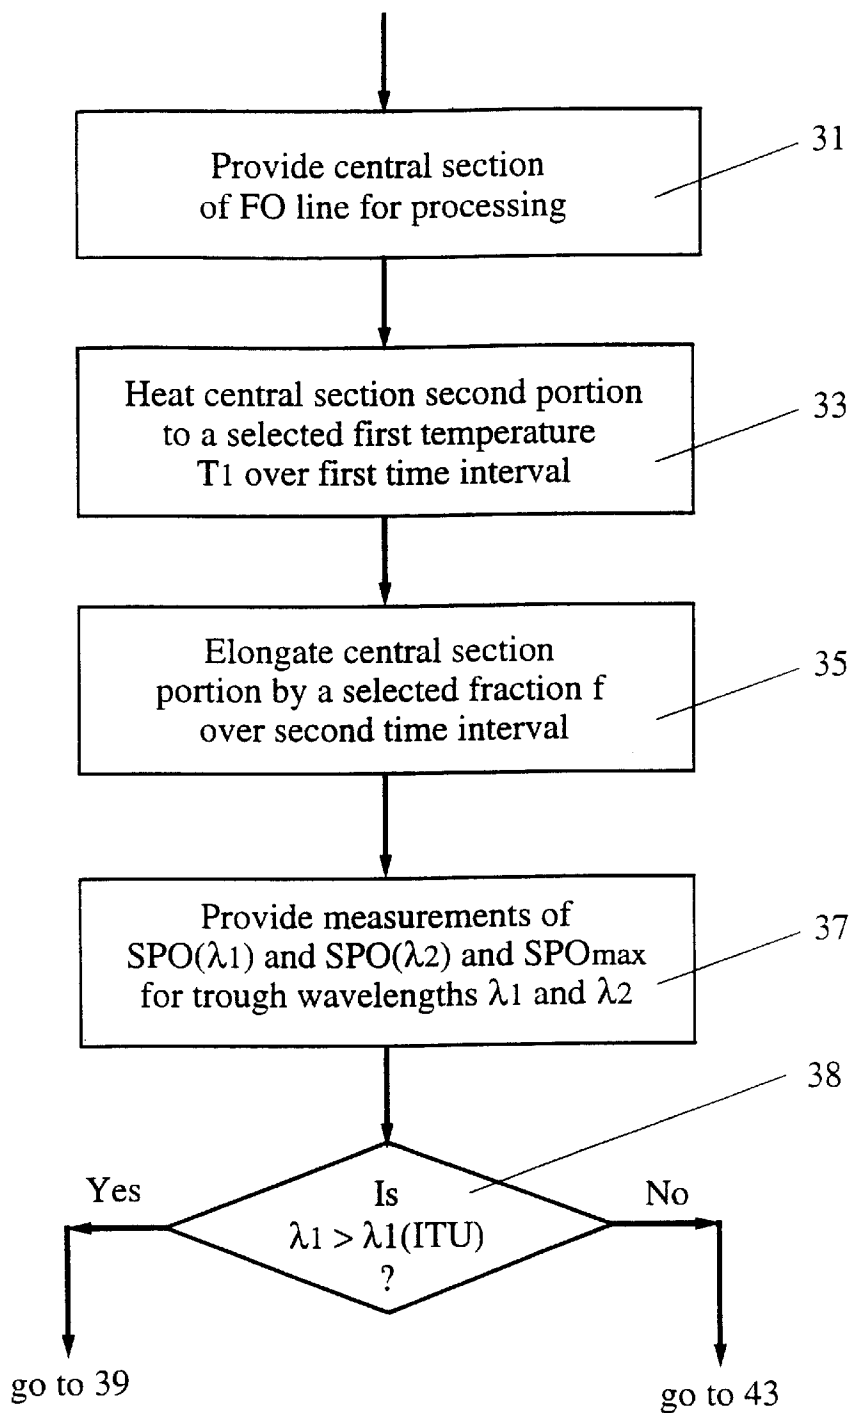 Provide central section
of FO line for processing
31
Heat central section second portion
to a selected first temperature
T1 over first time interval
33
Elongate central section
portion by a selected fraction f
over second time interval
35
Provide measurements of
SPO(λ1) and SPO(λ2) and SPOmax
for trough wavelengths λ1 and λ2
37
38
Yes
Is
λ1 > λ1(ITU)
?
No
go to 39
go to 43